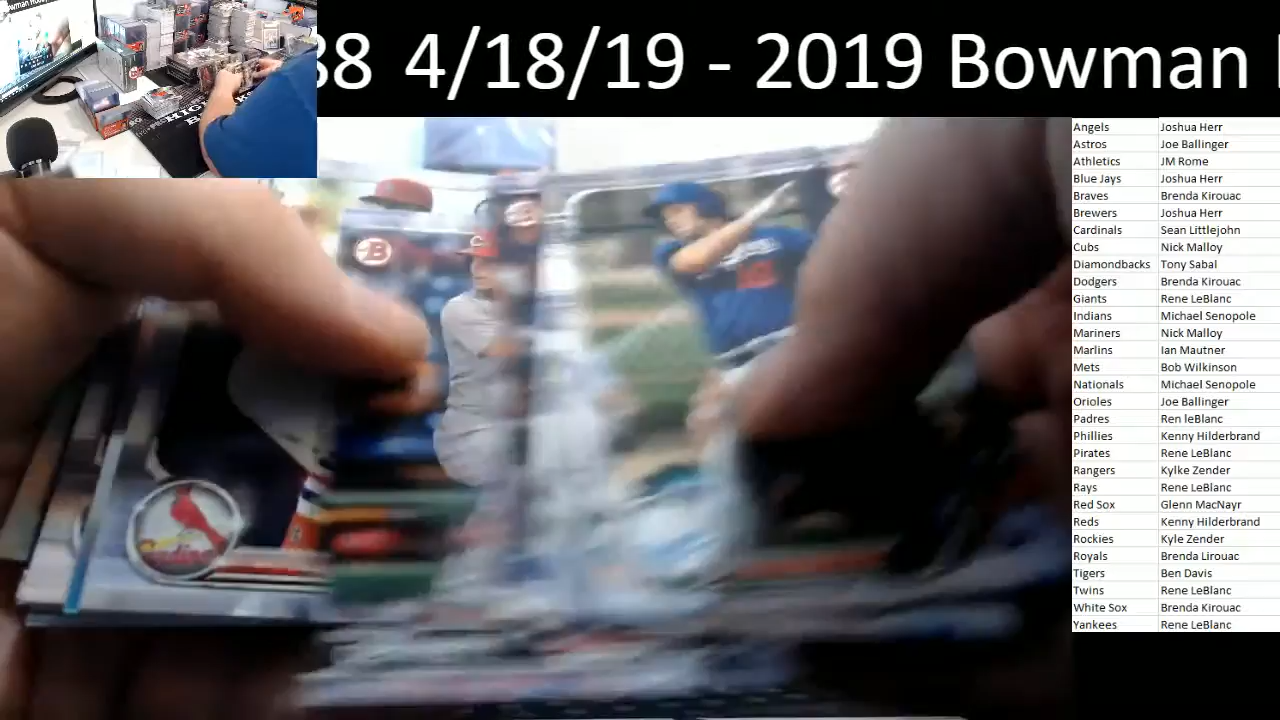 Bowman
38 4/18/19 - 2019 Bowman
Angels Joshua Herr
Astros Joe Ballinger
Athletics JM Rome
Blue Jays Joshua Herr
Braves Brenda Kirouac
Brewers Joshua Herr
Cardinals Sean Littlejohn
Cubs Nick Malloy
Diamondbacks Tony Sabal
Dodgers Brenda Kirouac
Giants Rene LeBlanc
Indians Michael Senopole
Mariners Nick Malloy
Marlins Ian Mautner
Mets Bob Wilkinson
Nationals Michael Senopole
Orioles Joe Ballinger
Padres Ren leBlanc
Phillies Kenny Hilderbrand
Pirates Rene LeBlanc
Rangers Kylke Zender
Rays Rene LeBlanc
Red Sox Glenn MacNayr
Reds Kenny Hilderbrand
Rockies Kyle Zender
Royals Brenda Lirouac
Tigers Ben Davis
Twins Rene LeBlanc
White Sox Brenda Kirouac
Yankees Rene LeBlanc
B
C